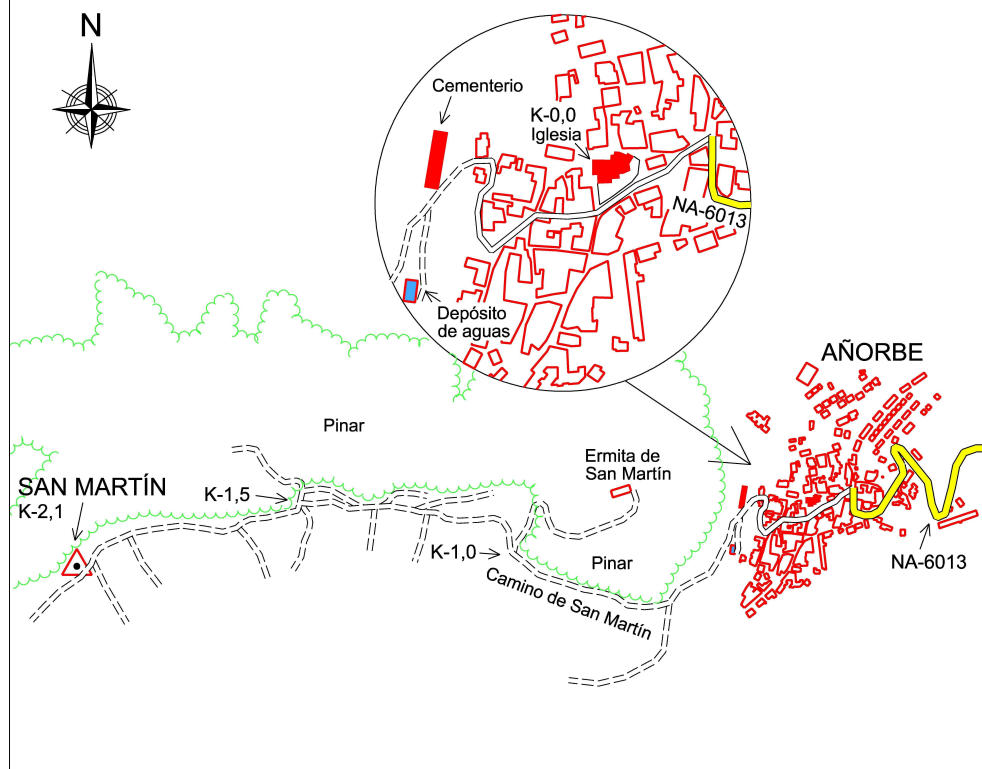 N
Cementerio
K-0,0
Iglesia
NA-6013
Depósito
de aguas
AÑORBE
Pinar
Ermita de
San Martín
SAN MARTÍN
K-2,1
K-1,5
K-1,0
Pinar
NA-6013
Camino de San Martín